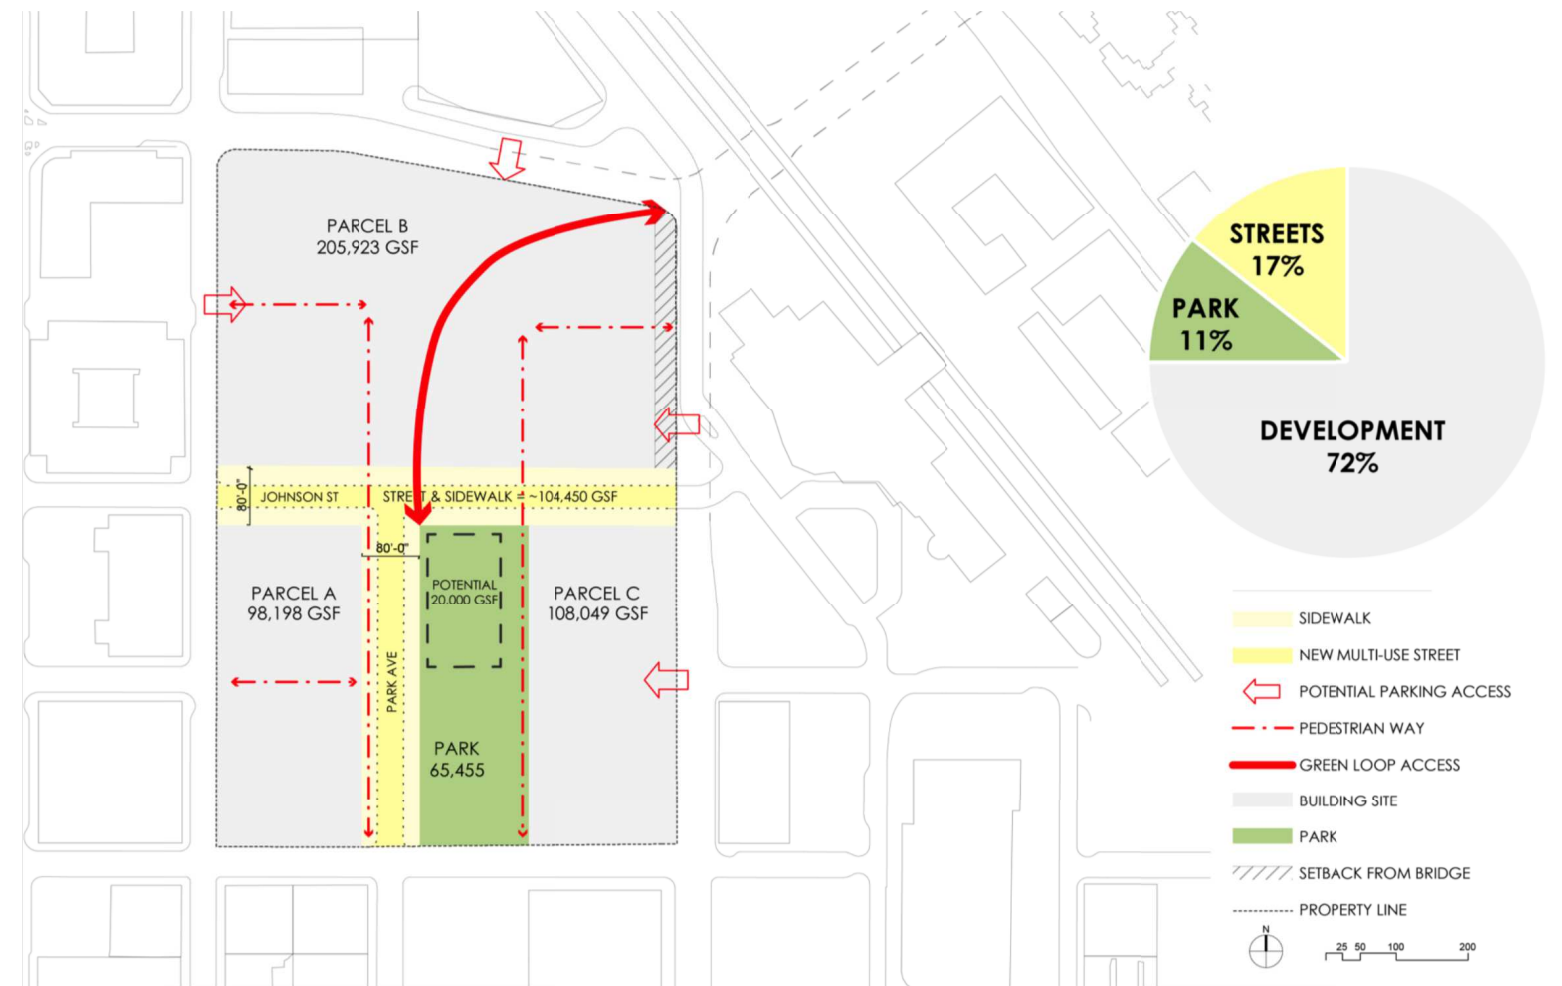 PARCEL B
205,923 GSF
80'-0"
JOHNSON ST
STREET & SIDEWALK = ~104,450 GSF
80'-0"
PARCEL A
98,198 GSF
POTENTIAL
20,000 GSF
PARCEL C
108,049 GSF
PARK AVE
PARK
65,455
STREETS
17%
PARK
11%
DEVELOPMENT
72%
SIDEWALK
NEW MULTI-USE STREET
POTENTIAL PARKING ACCESS
PEDESTRIAN WAY
GREEN LOOP ACCESS
BUILDING SITE
PARK
SETBACK FROM BRIDGE
PROPERTY LINE
N
25 50 100 200